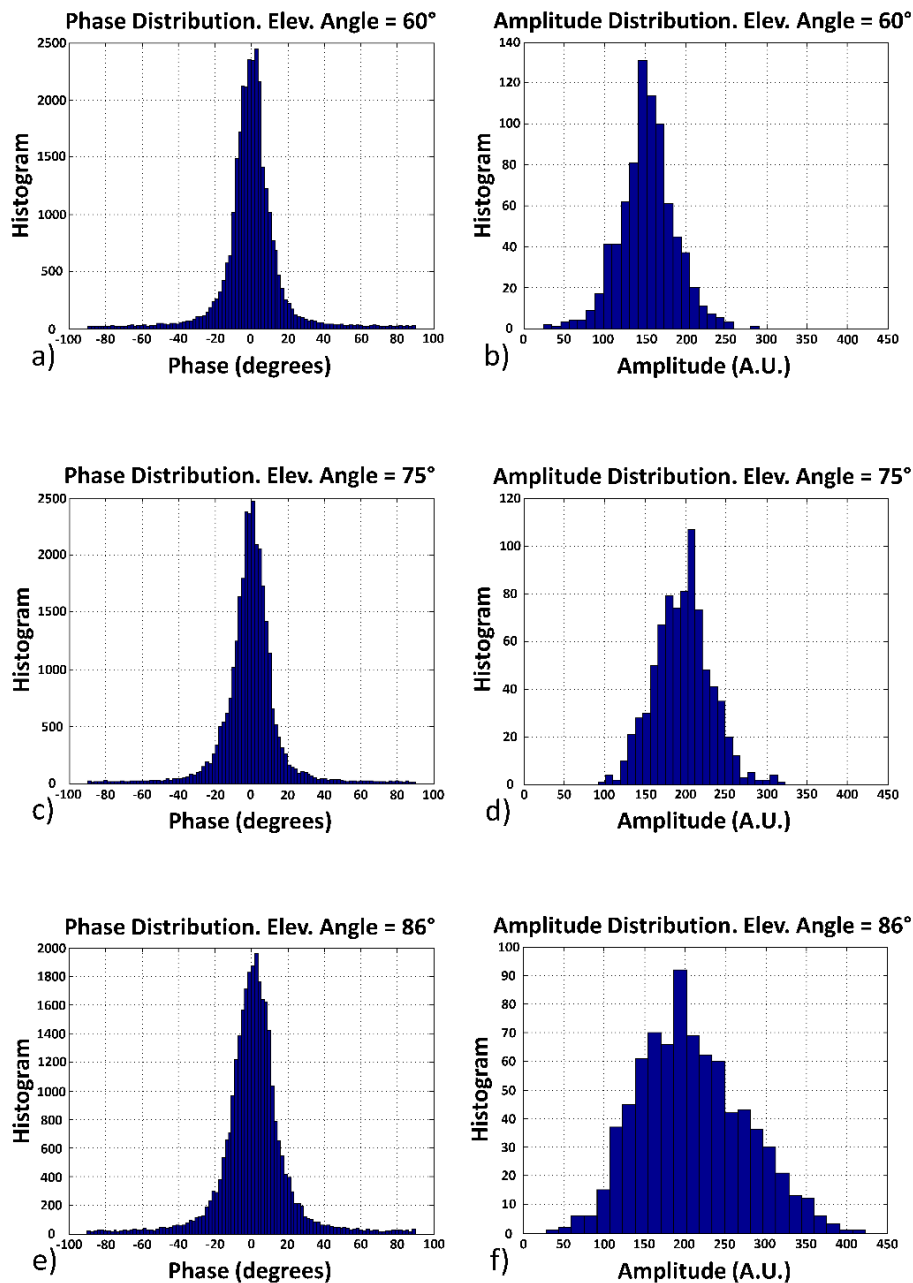 Phase Distribution. Elev. Angle = 60°
2500
2000
1500
1000
500
0
Histogram
-100 -80 -60 -40 -20 0 20 40 60 80 100
a)
Phase (degrees)
Amplitude Distribution. Elev. Angle = 60°
140
120
100
80
60
40
20
0
Histogram
0 50 100 150 200 250 300 350 400 450
b)
Amplitude (A.U.)
Phase Distribution. Elev. Angle = 75°
2500
2000
1500
1000
500
0
Histogram
-100 -80 -60 -40 -20 0 20 40 60 80 100
c)
Phase (degrees)
Amplitude Distribution. Elev. Angle = 75°
120
100
80
60
40
20
0
Histogram
0 50 100 150 200 250 300 350 400 450
d)
Amplitude (A.U.)
Phase Distribution. Elev. Angle = 86°
2000
1800
1600
1400
1200
1000
800
600
400
200
0
Histogram
-100 -80 -60 -40 -20 0 20 40 60 80 100
e)
Phase (degrees)
Amplitude Distribution. Elev. Angle = 86°
100
90
80
70
60
50
40
30
20
10
0
Histogram
0 50 100 150 200 250 300 350 400 450
f)
Amplitude (A.U.)